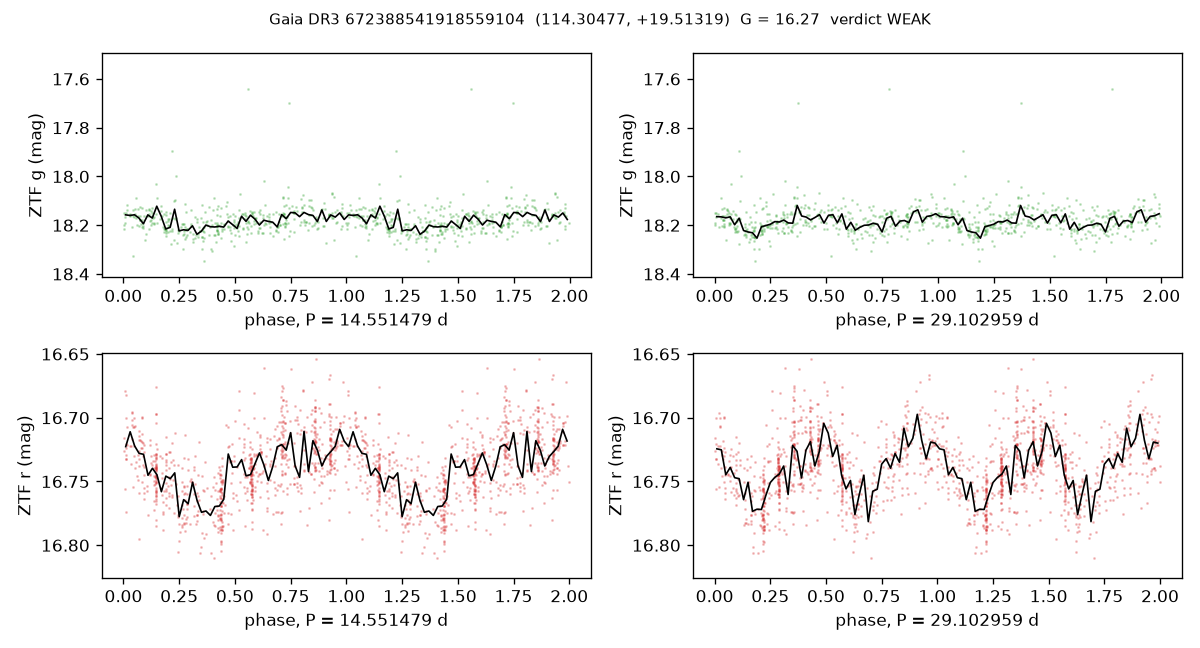 Gaia DR3 672388541918559104 (114.30477, +19.51319) G = 16.27 verdict WEAK
ZTF g (mag)
17.6
17.8
18.0
18.2
18.4
0.00 0.25 0.50 0.75 1.00 1.25 1.50 1.75 2.00
phase, P = 14.551479 d
ZTF g (mag)
17.6
17.8
18.0
18.2
18.4
0.00 0.25 0.50 0.75 1.00 1.25 1.50 1.75 2.00
phase, P = 29.102959 d
ZTF r (mag)
16.65
16.70
16.75
16.80
0.00 0.25 0.50 0.75 1.00 1.25 1.50 1.75 2.00
phase, P = 14.551479 d
ZTF r (mag)
16.65
16.70
16.75
16.80
0.00 0.25 0.50 0.75 1.00 1.25 1.50 1.75 2.00
phase, P = 29.102959 d